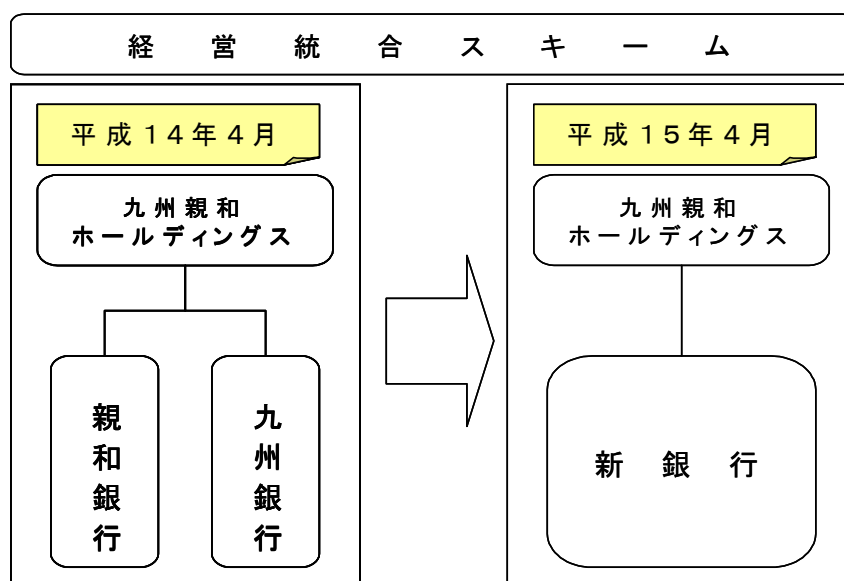 経営統合スキーム
平成14年4月
九州親和
ホールディングス
親和銀行
九州銀行
平成15年4月
九州親和
ホールディングス
新銀行